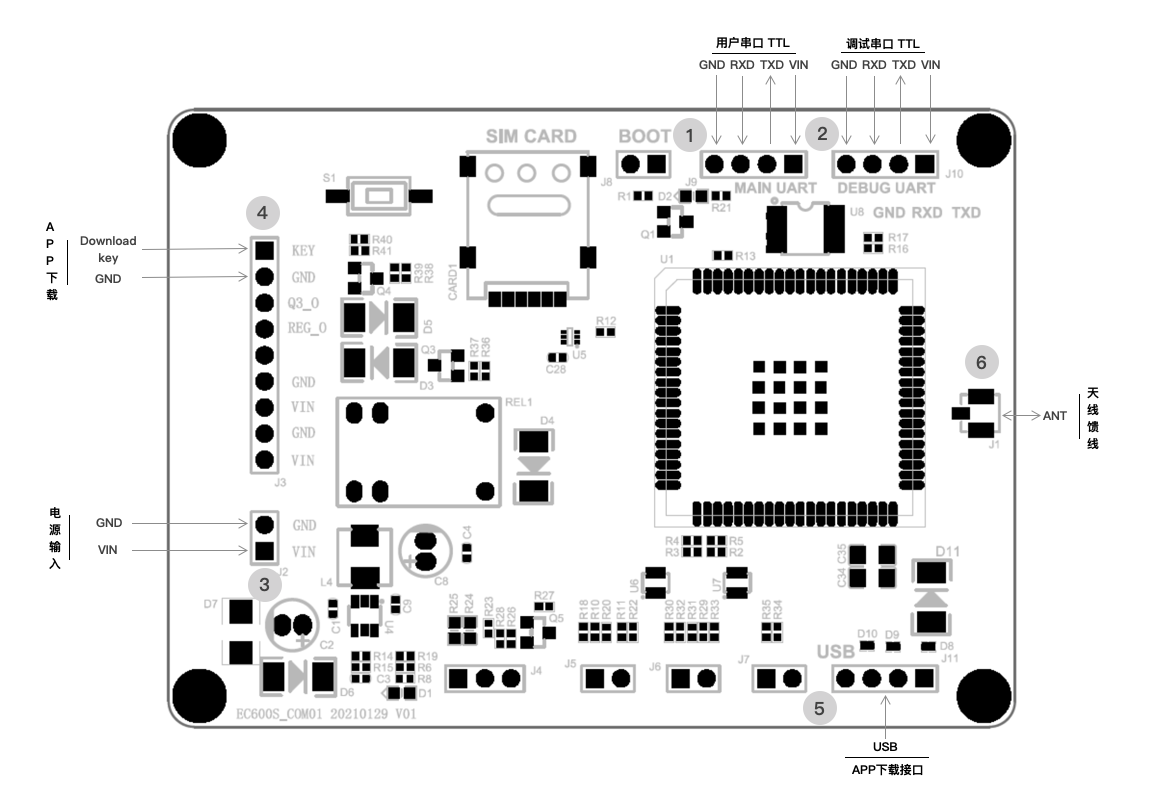 用户串口 TTL
调试串口 TTL
GND RXD TXD VIN
GND RXD TXD VIN
SIM CARD
BOOT
1
2
J8
J9
J10
S1
R1
D2
R21
MAIN UART
DEBUG UART
4
U8
GND RXD TXD
Q1
APP下载
Download
key
GND
KEY
GND
Q3_O
REG_O
GND
VIN
GND
VIN
J3
R40
R41
R39
R38
Q4
CARD1
U1
R13
R17
R16
D5
R12
U5
C28
Q3
R37
R36
D3
REL1
D4
6
ANT
天线馈线
J1
电源输入
GND
VIN
GND
VIN
J2
3
L4
C8
C4
R4
R3
R5
R2
C35
C34
D11
U6
U7
D7
C1
C2
C9
U4
R25
R24
R23
R28
R26
R27
Q5
R18
R10
R20
R11
R22
R30
R32
R31
R29
R33
R35
R34
D10
D9
D8
USB
J11
R14
R15
C3
R19
R6
R8
D1
D6
J4
J5
J6
J7
5
EC600S_COM01 20210129 V01
USB
APP下载接口